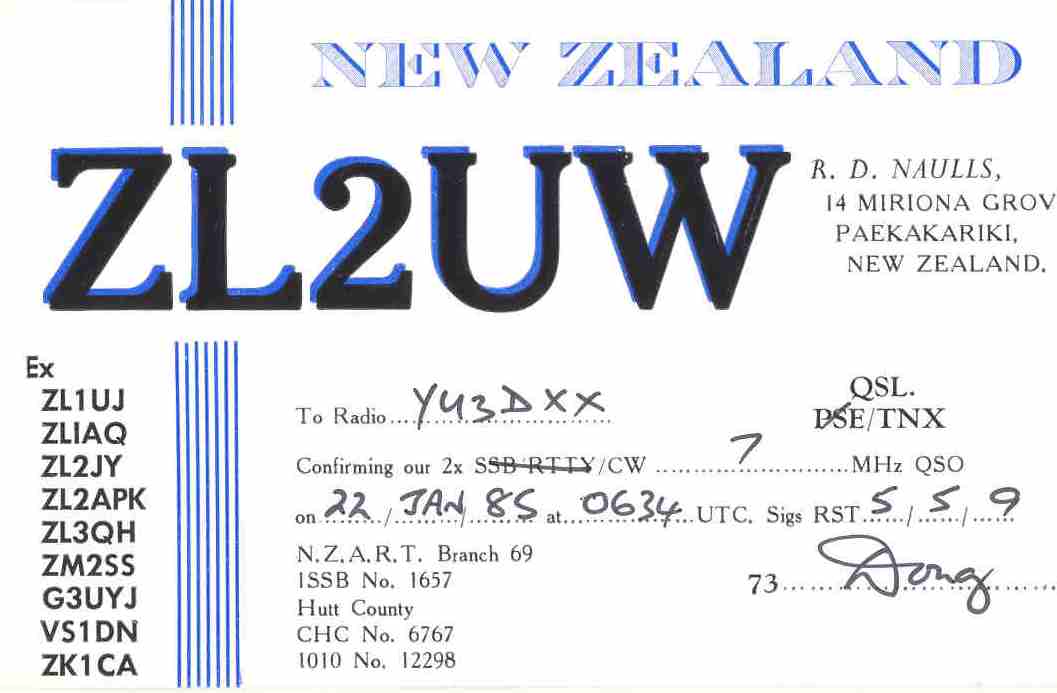 NEW ZEALAND
ZL2UW
R. D. NAULLS,
14 MIRIONA GROV
PAEKAKARIKI,
NEW ZEALAND.
Ex
ZL1UJ
ZLIAQ
ZL2JY
ZL2APK
ZL3QH
ZM2SS
G3UYJ
VS1DN
ZK1CA
To Radio...YU3DXX
QSL.
PSE/TNX
Confirming our 2x SSB/RTTY/CW ... 7 ... MHz QSO
on 22 / JAN / 85 at 0634 UTC. Sigs RST 5 / 5 / 9
N.Z.A.R.T. Branch 69
ISSB No. 1657
Hutt County
CHC No. 6767
1010 No. 12298
73 ... Doug